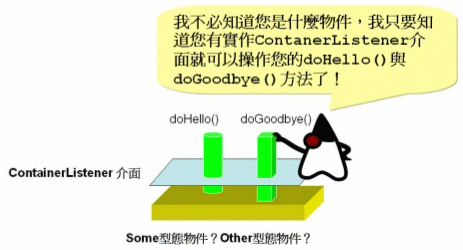 我不必知道您是什麼物件，我只要知
道您有實作ContanerListener介
面就可以操作您的doHello()與
doGoodbye()方法了！
doHello()
doGoodbye()
ContainerListener 介面
Some型態物件？Other型態物件？